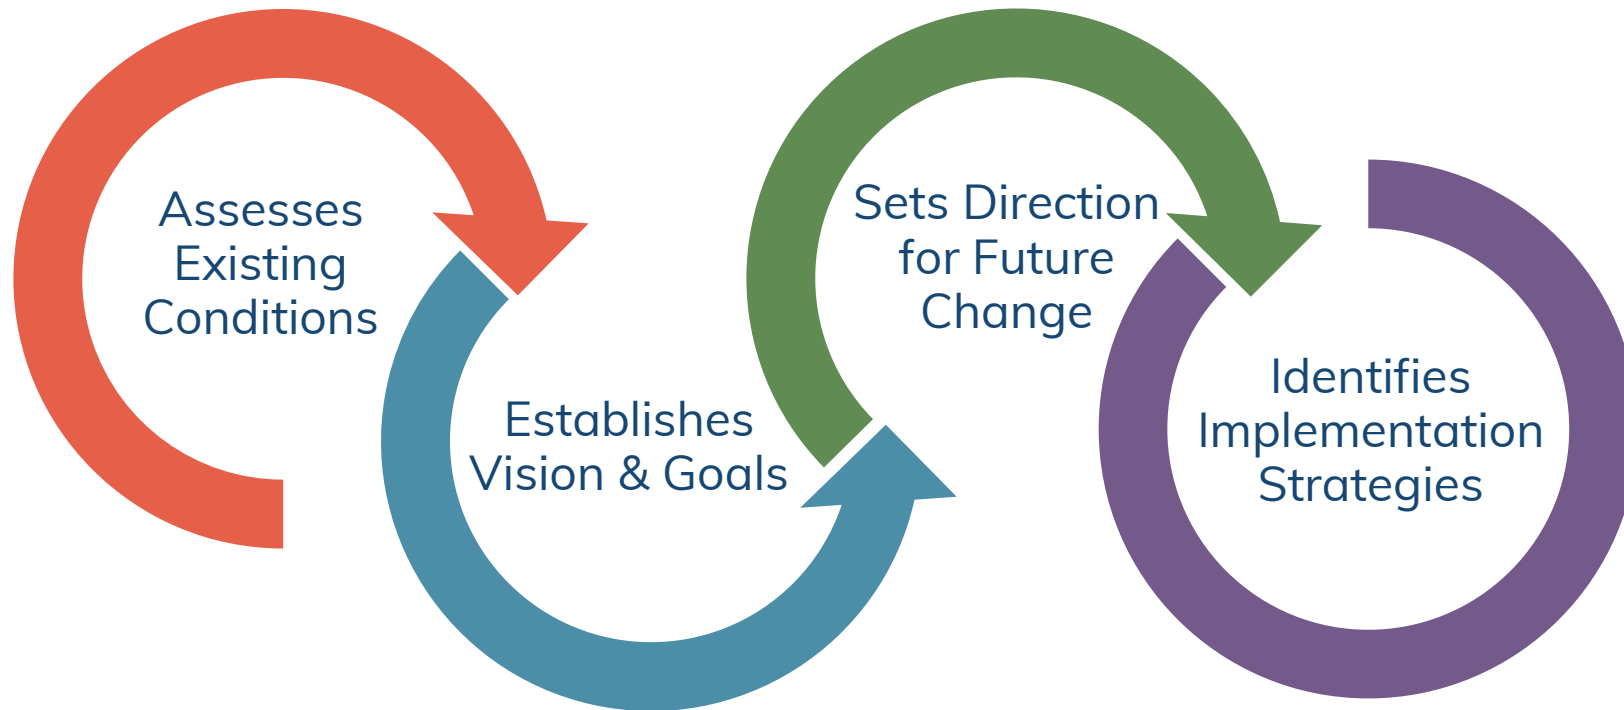 Assesses
Existing
Conditions
Establishes
Vision & Goals
Sets Direction
for Future
Change
Identifies
Implementation
Strategies